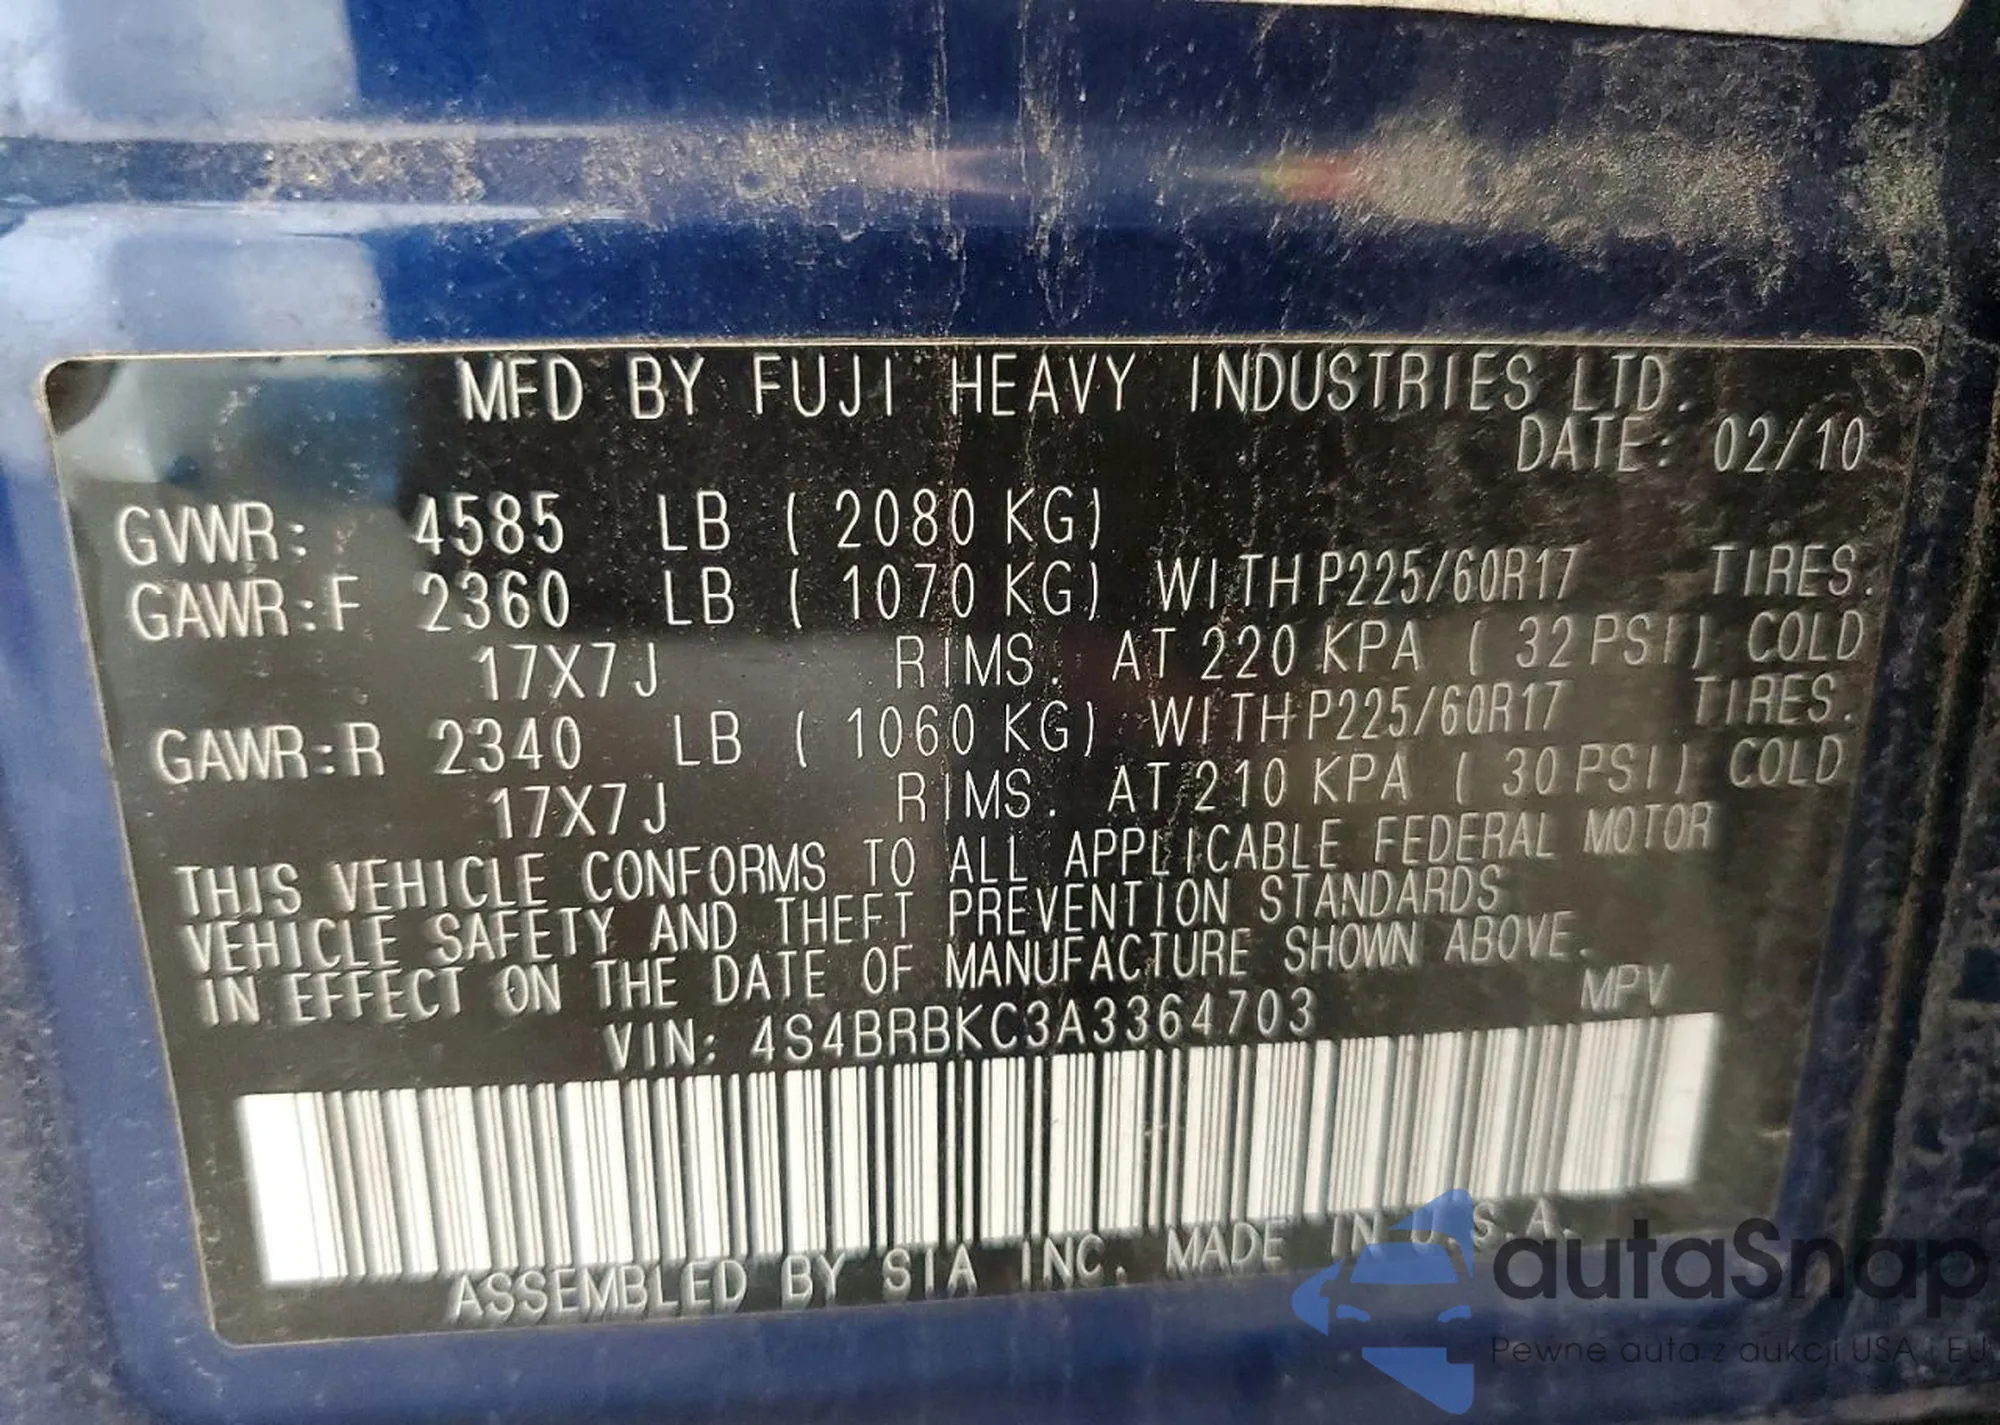 MFD BY FUJI HEAVY INDUSTRIES LTD.
DATE: 02/10
GVWR: 4585 LB ( 2080 KG)
GAWR:F 2360 LB ( 1070 KG) WITH P225/60R17 TIRES.
17X7J RIMS. AT 220 KPA ( 32 PSI) COLD
GAWR:R 2340 LB ( 1060 KG) WITH P225/60R17 TIRES.
17X7J RIMS. AT 210 KPA ( 30 PSI) COLD
THIS VEHICLE CONFORMS TO ALL APPLICABLE FEDERAL MOTOR
VEHICLE SAFETY AND THEFT PREVENTION STANDARDS
IN EFFECT ON THE DATE OF MANUFACTURE SHOWN ABOVE.
VIN: 4S4BRBKC3A3364703 MPV
ASSEMBLED BY SIA INC. MADE IN U.S.A.
autaSnap
Pewne auta z aukcji USA i EU